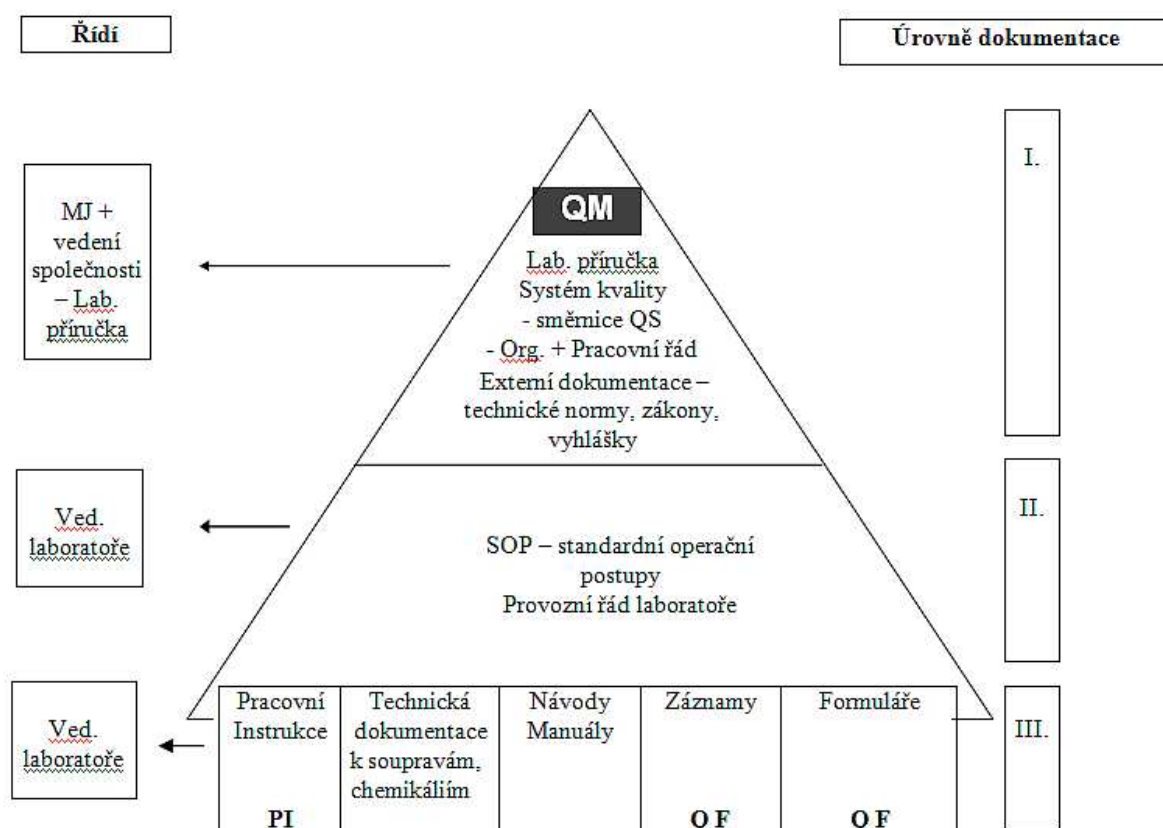 Řídí
Úrovně dokumentace
I.
MJ +
vedení
společnosti
– Lab.
příručka
QM
Lab. příručka
Systém kvality
- směrnice QS
- Org. + Pracovní řád
Externí dokumentace –
technické normy, zákony,
vyhlášky
II.
Ved.
laboratoře
SOP – standardní operační
postupy
Provozní řád laboratoře
III.
Ved.
laboratoře
Pracovní
Instrukce
PI
Technická
dokumentace
k soupravám,
chemikáliím
Návody
Manuály
Záznamy
Q F
Formuláře
Q F